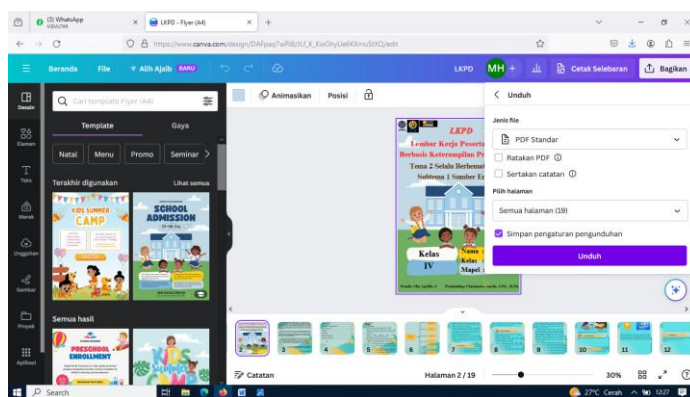 (3) WhatsApp
LKPD - Flyer (A4)
https://www.canva.com/design/
Beranda
File
Alih Ajaib
BARU
LKPD
MH
Cetak Selebaran
Bagikan
Desain
Elemen
Teks
Merek
Unggahan
Gambar
Proyek
Aplikasi
Cari template Flyer (A4)
Template
Gaya
Natal
Menu
Promo
Seminar
Terakhir digunakan
Lihat semua
KIDS SUMMER
CAMP
SCHOOL
ADMISSION
Semua hasil
PRESCHOOL
ENROLLMENT
KIDS
Summer
CAMP
Animasikan
Posisi
LKPD
Lembar Kerja Peserta
Berbasis Keterampilan Pr
Tema 2 Selalu Berhemat
Subtema 1 Sumber En
Kelas
IV
Nama :
Kelas :
Mapel :
Unduh
Jenis file
PDF Standar
Ratakan PDF
Sertakan catatan
Pilih halaman
Semua halaman (19)
Simpan pengaturan pengunduhan
Unduh
3
4
5
6
7
8
9
10
11
12
Catatan
Halaman 2 / 19
30%
Search
27°C Cerah
12:27